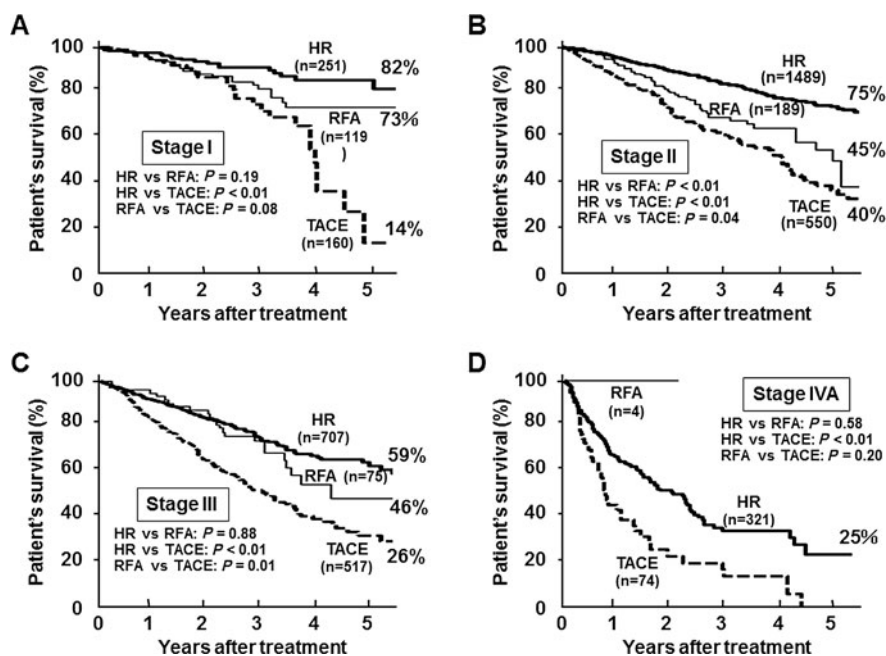 A
Patient's survival (%)
100
80
60
40
20
0
HR
(n=251)
82%
RFA
(n=119
)
73%
Stage I
HR vs RFA: P = 0.19
HR vs TACE: P < 0.01
RFA vs TACE: P = 0.08
TACE
(n=160)
14%
0 1 2 3 4 5
Years after treatment
B
Patient's survival (%)
100
80
60
40
20
0
HR
(n=1489)
75%
RFA (n=189)
45%
Stage II
HR vs RFA: P < 0.01
HR vs TACE: P < 0.01
RFA vs TACE: P = 0.04
TACE
(n=550)
40%
0 1 2 3 4 5
Years after treatment
C
Patient's survival (%)
100
80
60
40
20
0
HR
(n=707)
59%
RFA (n=75)
46%
Stage III
HR vs RFA: P = 0.88
HR vs TACE: P < 0.01
RFA vs TACE: P = 0.01
TACE
(n=517)
26%
0 1 2 3 4 5
Years after treatment
D
Patient's survival (%)
100
80
60
40
20
0
RFA
(n=4)
Stage IVA
HR vs RFA: P = 0.58
HR vs TACE: P < 0.01
RFA vs TACE: P = 0.20
HR
(n=321)
25%
TACE
(n=74)
0 1 2 3 4 5
Years after treatment